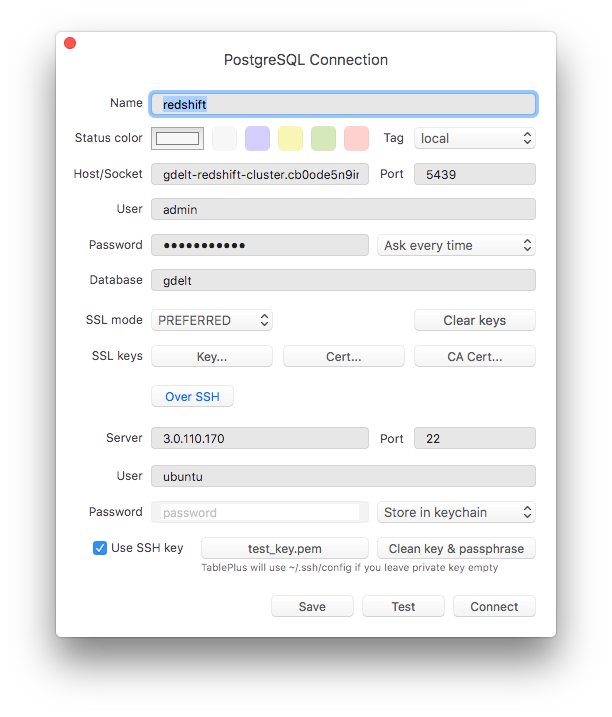 PostgreSQL Connection
Name redshift
Status color Tag local
Host/Socket gdelt-redshift-cluster.cb0ode5n9ir Port 5439
User admin
Password ●●●●●●●●●●● Ask every time
Database gdelt
SSL mode PREFERRED Clear keys
SSL keys Key... Cert... CA Cert...
Over SSH
Server 3.0.110.170 Port 22
User ubuntu
Password password Store in keychain
Use SSH key test_key.pem Clean key & passphrase
TablePlus will use ~/.ssh/config if you leave private key empty
Save Test Connect